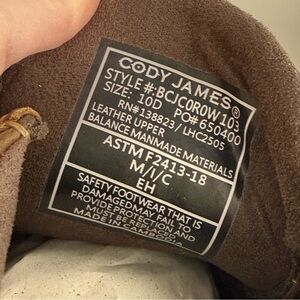 CODY JAMES®
STYLE #:BCJC0R0W103
SIZE: 10D PO#650400
RN#138823 / LHC2505
LEATHER UPPER
BALANCE MANMADE MATERIALS
ASTM F2413-18
M/I/C
EH
SAFETY FOOTWEAR THAT IS
DAMAGED,MAY FAIL TO
PROVIDE PROTECTION AND
MUST BE REPLACED
MADE IN CAMBODIA